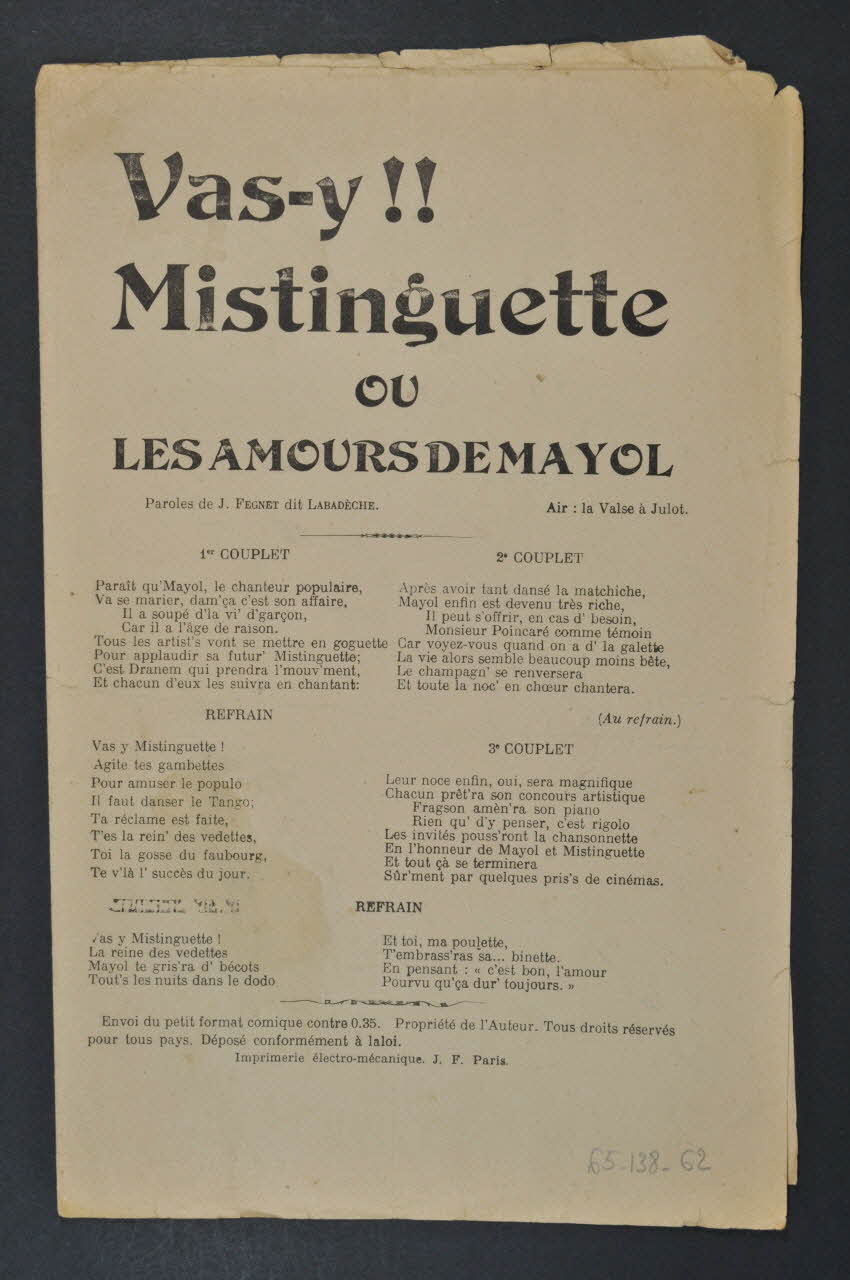 Vas-y !!
Mistinguette
OU
LES AMOURS DE MAYOL
Paroles de J. FEGNET dit LABADÈCHE.
Air : la Valse à Julot.
1er COUPLET
Paraît qu'Mayol, le chanteur populaire,
Va se marier, dam'ça c'est son affaire,
Il a soupé d'la vi' d'garçon,
Car il a l'âge de raison.
Tous les artist's vont se mettre en goguette
Pour applaudir sa futur' Mistinguette;
C'est Dranem qui prendra l'mouv'ment,
Et chacun d'eux les suivra en chantant:
REFRAIN
Vas y Mistinguette !
Agite tes gambettes
Pour amuser le populo
Il faut danser le Tango;
Ta réclame est faite,
T'es la rein' des vedettes,
Toi la gosse du faubourg,
Te v'là l' succès du jour.
2e COUPLET
Après avoir tant dansé la matchiche,
Mayol enfin est devenu très riche,
Il peut s'offrir, en cas d' besoin,
Monsieur Poincaré comme témoin
Car voyez-vous quand on a d' la galette
La vie alors semble beaucoup moins bête,
Le champagn' se renversera
Et toute la noc' en chœur chantera.
(Au refrain.)
3e COUPLET
Leur noce enfin, oui, sera magnifique
Chacun prêt'ra son concours artistique
Fragson amèn'ra son piano
Rien qu' d'y penser, c'est rigolo
Les invités pouss'ront la chansonnette
En l'honneur de Mayol et Mistinguette
Et tout çà se terminera
Sûr'ment par quelques pris's de cinémas.
REFRAIN
Vas y Mistinguette !
La reine des vedettes
Mayol te gris'ra d' bécots
Tout's les nuits dans le dodo
Et toi, ma poulette,
T'embrass'ras sa... binette.
En pensant : « c'est bon, l'amour
Pourvu qu'ça dur' toujours. »
Envoi du petit format comique contre 0.35. Propriété de l'Auteur. Tous droits réservés
pour tous pays. Déposé conformément à laloi.
Imprimerie électro-mécanique. J. F. Paris.
65-138-62